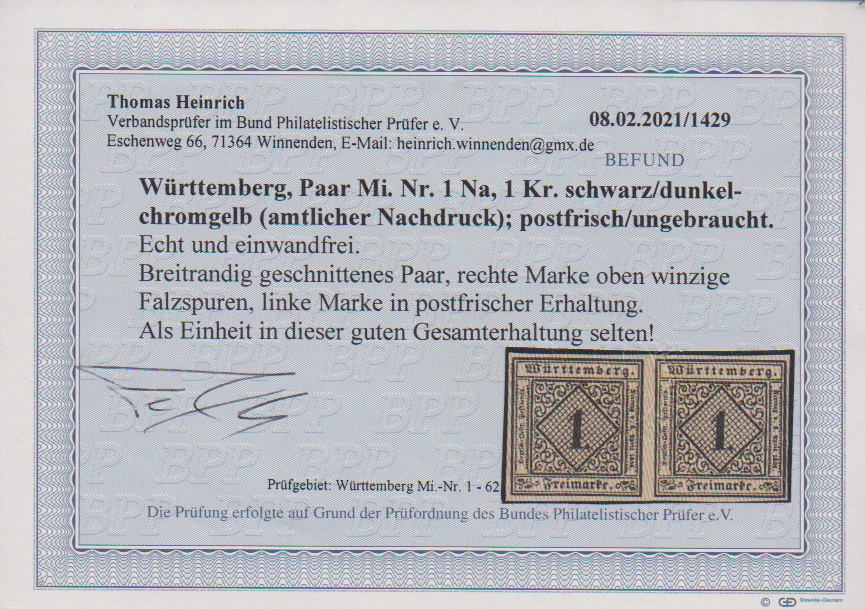 Thomas Heinrich
Verbandsprüfer im Bund Philatelistischer Prüfer e. V.
Eschenweg 66, 71364 Winnenden, E-Mail: heinrich.winnenden@gmx.de
08.02.2021/1429
BEFUND
Württemberg, Paar Mi. Nr. 1 Na, 1 Kr. schwarz/dunkel-
chromgelb (amtlicher Nachdruck); postfrisch/ungebraucht.
Echt und einwandfrei.
Breitrandig geschnittenes Paar, rechte Marke oben winzige
Falzspuren, linke Marke in postfrischer Erhaltung.
Als Einheit in dieser guten Gesamterhaltung selten!
Württemberg. Württemberg.
1 1
Freimarke. Freimarke.
Prüfgebiet: Württemberg Mi.-Nr. 1 - 62
Die Prüfung erfolgte auf Grund der Prüfordnung des Bundes Philatelistischer Prüfer e.V.
© Giesecke+Devrient